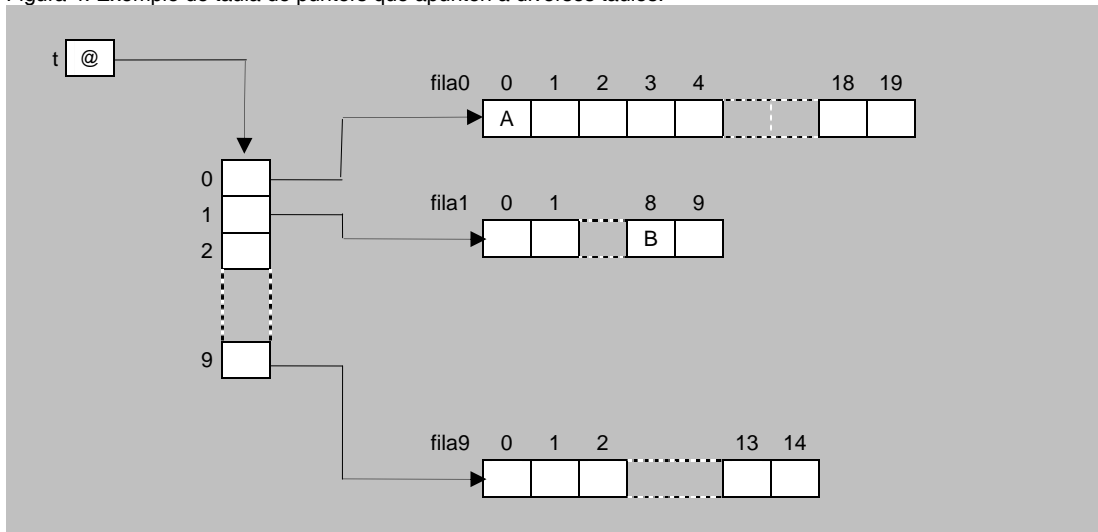 Figura 4. Exemple de taula de punters que apunten a diverses taules.
t @
fila0 0 1 2 3 4 18 19
A
0
fila1 0 1 8 9
1
B
2
9
fila9 0 1 2 13 14